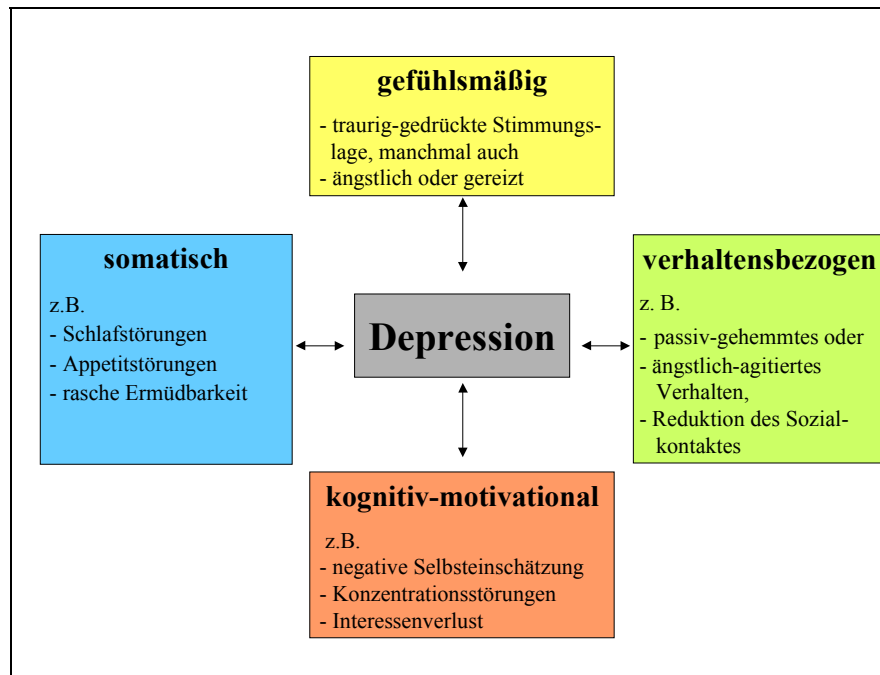 gefühlsmäßig
- traurig-gedrückte Stimmungs-
lage, manchmal auch
- ängstlich oder gereizt
somatisch
z.B.
- Schlafstörungen
- Appetitstörungen
- rasche Ermüdbarkeit
Depression
verhaltensbezogen
z. B.
- passiv-gehemmtes oder
- ängstlich-agitiertes
Verhalten,
- Reduktion des Sozial-
kontaktes
kognitiv-motivational
z.B.
- negative Selbsteinschätzung
- Konzentrationsstörungen
- Interessenverlust